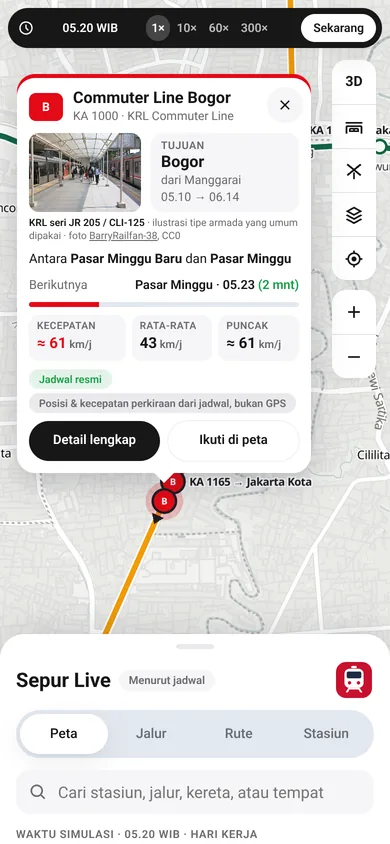 05.20 WIB
1× 10× 60× 300×
Sekarang
B
Commuter Line Bogor
KA 1000 · KRL Commuter Line
3D
TUJUAN
Bogor
dari Manggarai
05.10 → 06.14
KRL seri JR 205 / CLI-125 · ilustrasi tipe armada yang umum
dipakai · foto BarryRailfan-38, CC0
Antara Pasar Minggu Baru dan Pasar Minggu
Berikutnya
Pasar Minggu · 05.23 (2 mnt)
KECEPATAN
≈ 61 km/j
RATA-RATA
43 km/j
PUNCAK
≈ 61 km/j
Jadwal resmi
Posisi & kecepatan perkiraan dari jadwal, bukan GPS
Detail lengkap
Ikuti di peta
KA 1
B
KA 1165 → Jakarta Kota
B
Cililita
Sepur Live
Menurut jadwal
Peta
Jalur
Rute
Stasiun
Cari stasiun, jalur, kereta, atau tempat
WAKTU SIMULASI · 05.20 WIB · HARI KERJA